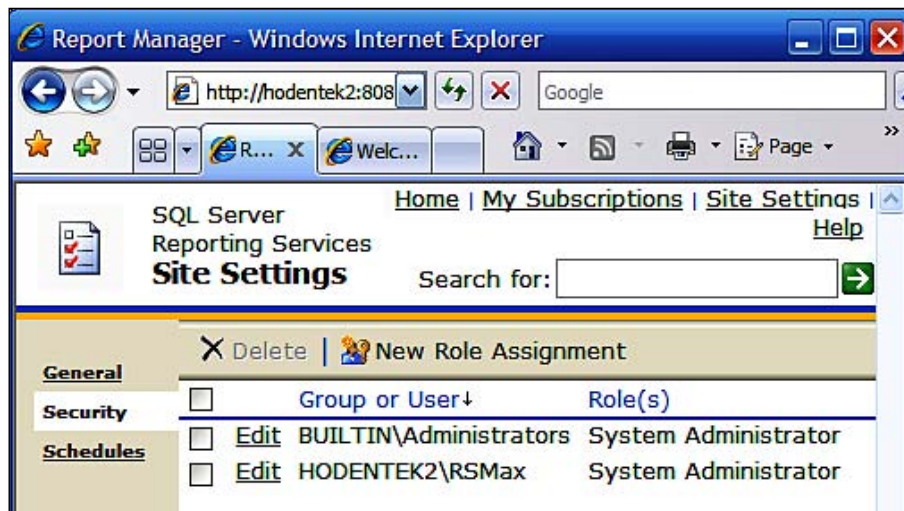 Report Manager - Windows Internet Explorer
http://hodentek2:808
Google
R... X
Welc...
Page
»
SQL Server
Reporting Services
Site Settings
Home | My Subscriptions | Site Settings |
Help
Search for:
General
Security
Schedules
Delete | New Role Assignment
Group or User↓ Role(s)
Edit BUILTIN\Administrators System Administrator
Edit HODENTEK2\RSMax System Administrator